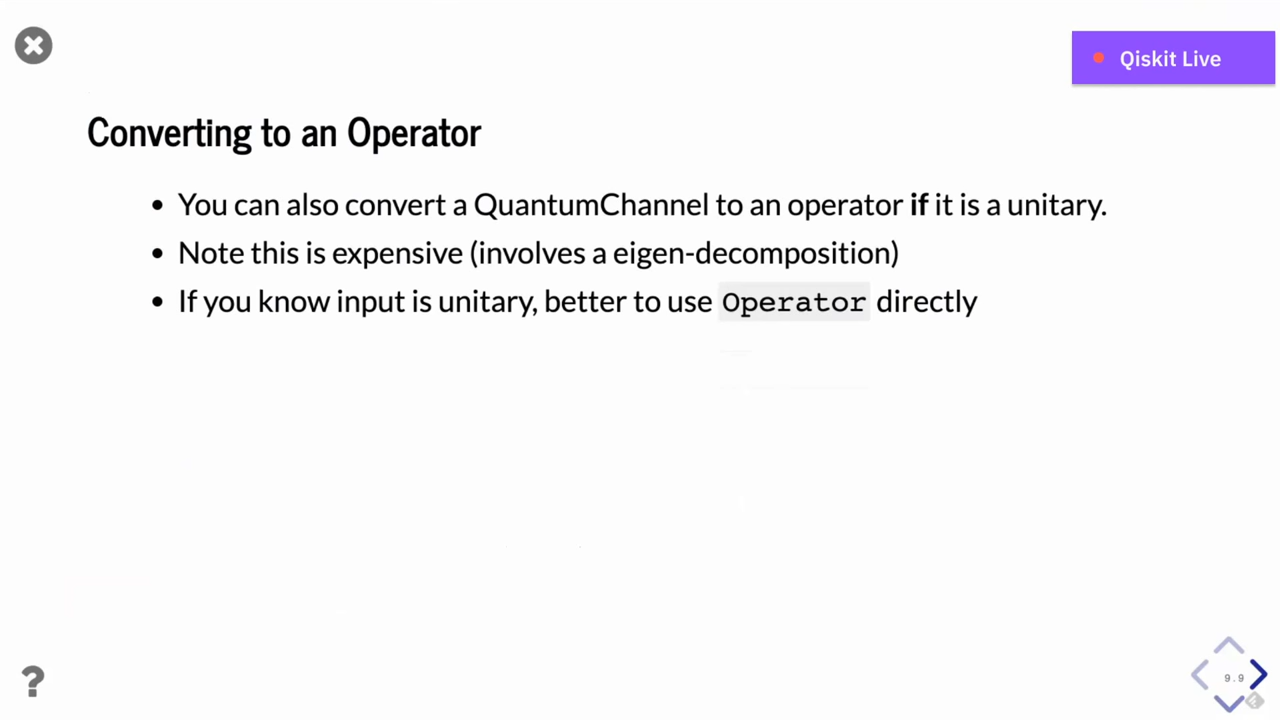 Qiskit Live
Converting to an Operator
• You can also convert a QuantumChannel to an operator if it is a unitary.
• Note this is expensive (involves a eigen-decomposition)
• If you know input is unitary, better to use Operator directly
?
9.9